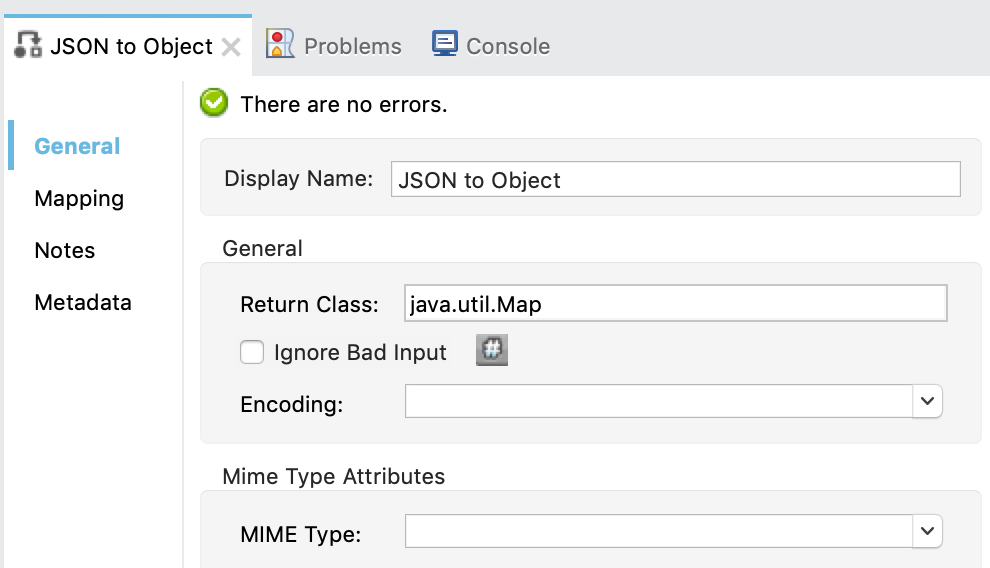 JSON to Object Problems Console
There are no errors.
General
Mapping
Notes
Metadata
Display Name: JSON to Object
General
Return Class: java.util.Map
Ignore Bad Input #
Encoding:
Mime Type Attributes
MIME Type: